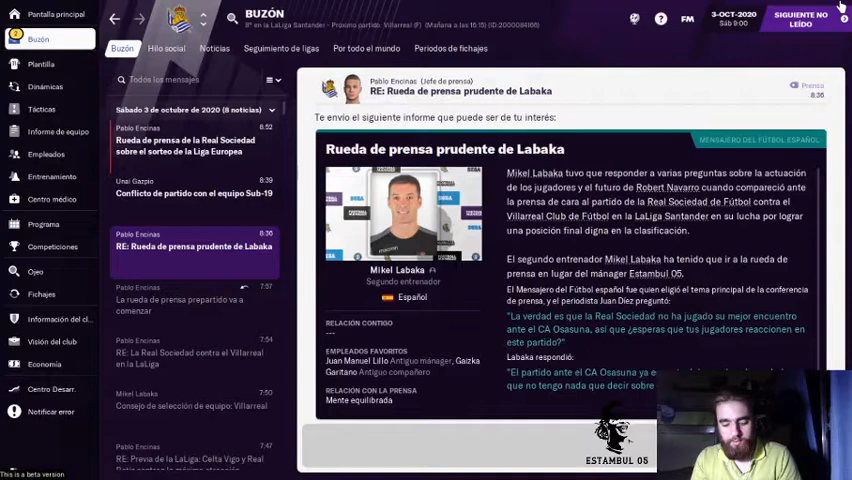 Pantalla principal
BUZÓN
8º en la LaLiga Santander - Próximo partido: Villarreal (F) (Mañana a las 16:15) (ID:2000084166)
FM
3-OCT-2020
Sáb 9:00
SIGUIENTE NO
LEÍDO
2
Buzón
Plantilla
Dinámicas
Tácticas
Informe de equipo
Empleados
Entrenamiento
Centro médico
Programa
Competiciones
Ojeo
Fichajes
Información del cl...
Visión del club
Economía
Centro Desarr.
Notificar error
This is a beta version
Buzón
Hilo social
Noticias
Seguimiento de ligas
Por todo el mundo
Periodos de fichajes
Todos los mensajes
Sábado 3 de octubre de 2020 (8 noticias)
Pablo Encinas 8:52
Rueda de prensa de la Real Sociedad
sobre el sorteo de la Liga Europea
Unai Gazpio 8:39
Conflicto de partido con el equipo Sub-19
Pablo Encinas 8:36
RE: Rueda de prensa prudente de Labaka
Pablo Encinas 7:57
La rueda de prensa prepartido va a
comenzar
Pablo Encinas 7:54
RE: La Real Sociedad contra el Villarreal
en la LaLiga
Mikel Labaka 7:50
Consejo de selección de equipo: Villarreal
Pablo Encinas 7:47
RE: Previa de la LaLiga: Celta Vigo y Real
Pablo Encinas (Jefe de prensa)
RE: Rueda de prensa prudente de Labaka
Prensa
8:36
Te envío el siguiente informe que puede ser de tu interés:
MENSAJERO DEL FÚTBOL ESPAÑOL
Rueda de prensa prudente de Labaka
SEGA
Mikel Labaka
Segundo entrenador
Español
RELACIÓN CONTIGO
---
EMPLEADOS FAVORITOS
Juan Manuel Lillo Antiguo mánager, Gaizka
Garitano Antiguo compañero
RELACIÓN CON LA PRENSA
Mente equilibrada
Mikel Labaka tuvo que responder a varias preguntas sobre la actuación
de los jugadores y el futuro de Robert Navarro cuando compareció ante
la prensa de cara al partido de la Real Sociedad de Fútbol contra el
Villarreal Club de Fútbol en la LaLiga Santander en su lucha por lograr
una posición final digna en la clasificación.
El segundo entrenador Mikel Labaka ha tenido que ir a la rueda de
prensa en lugar del mánager Estambul 05.
El Mensajero del Fútbol español fue quien eligió el tema principal de la conferencia
de prensa, y el periodista Juan Díez preguntó:
"La verdad es que la Real Sociedad no ha jugado su mejor encuentro
ante el CA Osasuna, así que ¿esperas que tus jugadores reaccionen en
este partido?"
Labaka respondió:
"El partido ante el CA Osasuna ya es
que no tengo nada que decir sobre
ESTAMBUL 05